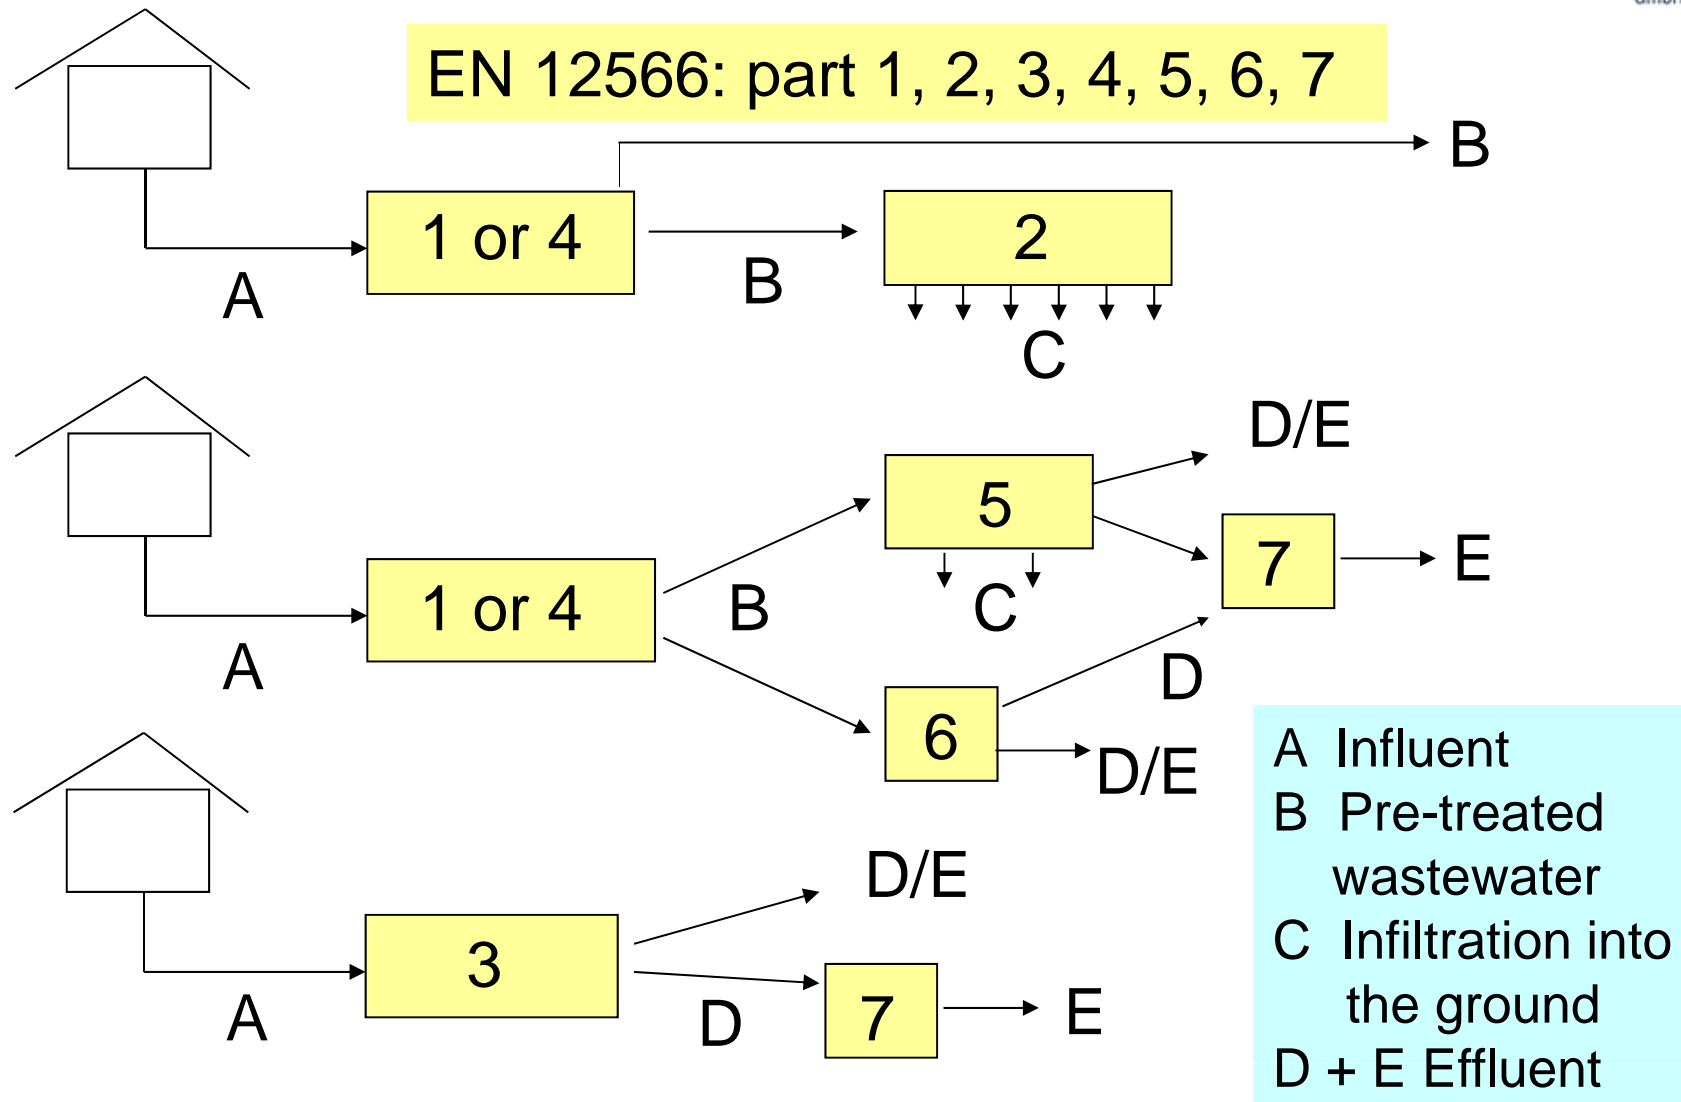 EN 12566: part 1, 2, 3, 4, 5, 6, 7
B
1 or 4
2
A
B
C
D/E
5
7
E
1 or 4
B
C
A
D
6
D/E
D/E
3
A
D
7
E
A Influent
B Pre-treated
wastewater
C Infiltration into
the ground
D + E Effluent